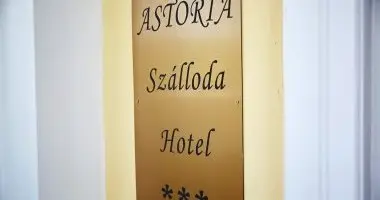 ASTORIA
Szálloda
Hotel
***